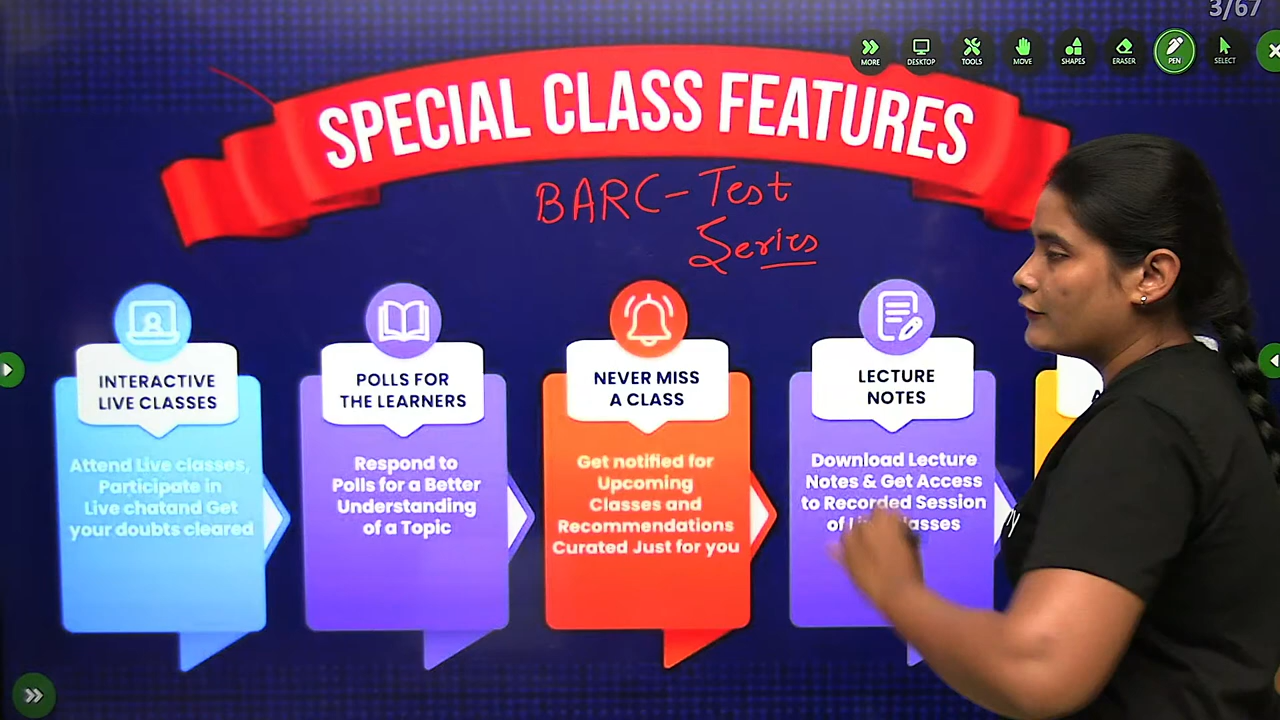 3/67
MORE
DESKTOP
TOOLS
MOVE
SHAPES
ERASER
PEN
SELECT
SPECIAL CLASS FEATURES
BARC-Test
Series
INTERACTIVE
LIVE CLASSES
Attend Live classes,
Participate in
Live chatand Get
your doubts cleared
POLLS FOR
THE LEARNERS
Respond to
Polls for a Better
Understanding
of a Topic
NEVER MISS
A CLASS
Get notified for
Upcoming
Classes and
Recommendations
Curated Just for you
LECTURE
NOTES
Download Lecture
Notes & Get Access
to Recorded Session
of Live Classes